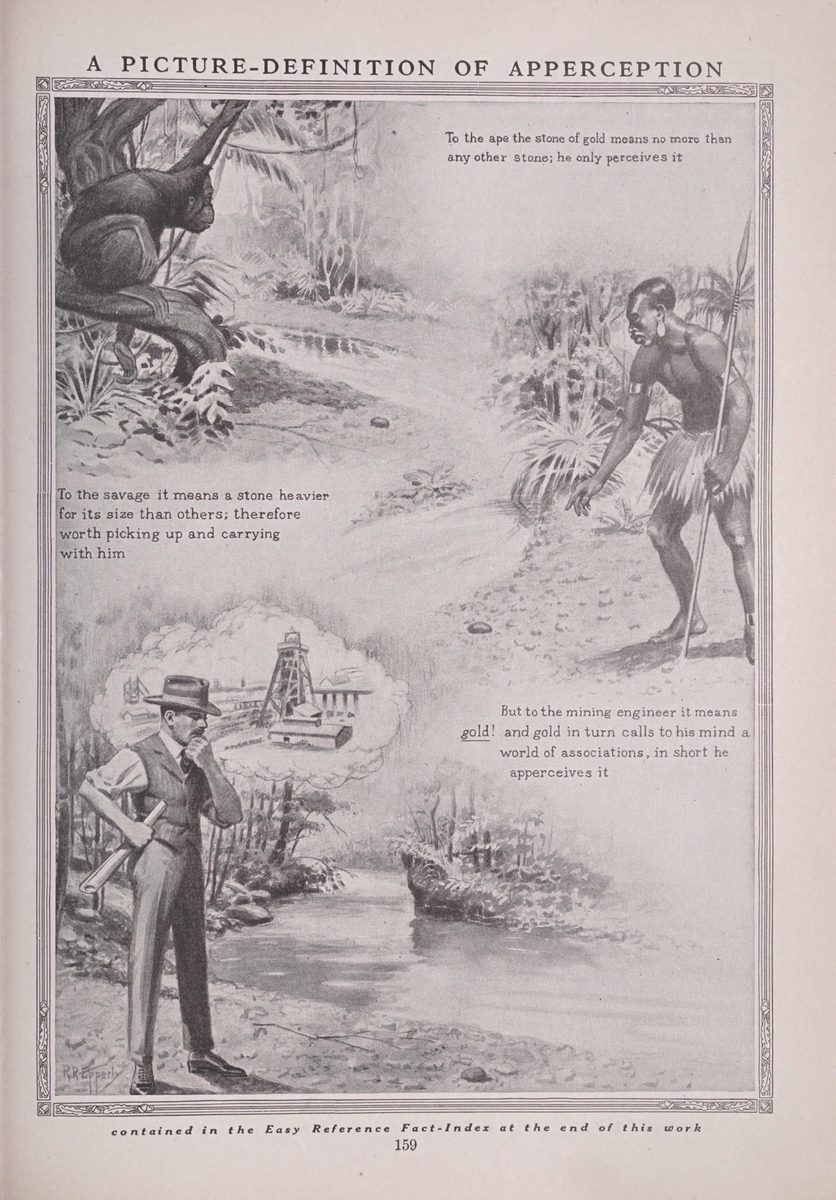 A PICTURE-DEFINITION OF APPERCEPTION
To the ape the stone of gold means no more than
any other stone; he only perceives it
To the savage it means a stone heavier
for its size than others; therefore
worth picking up and carrying
with him
But to the mining engineer it means
gold! and gold in turn calls to his mind a
world of associations, in short he
apperceives it
R.K. Epperly
contained in the Easy Reference Fact-Index at the end of this work
159